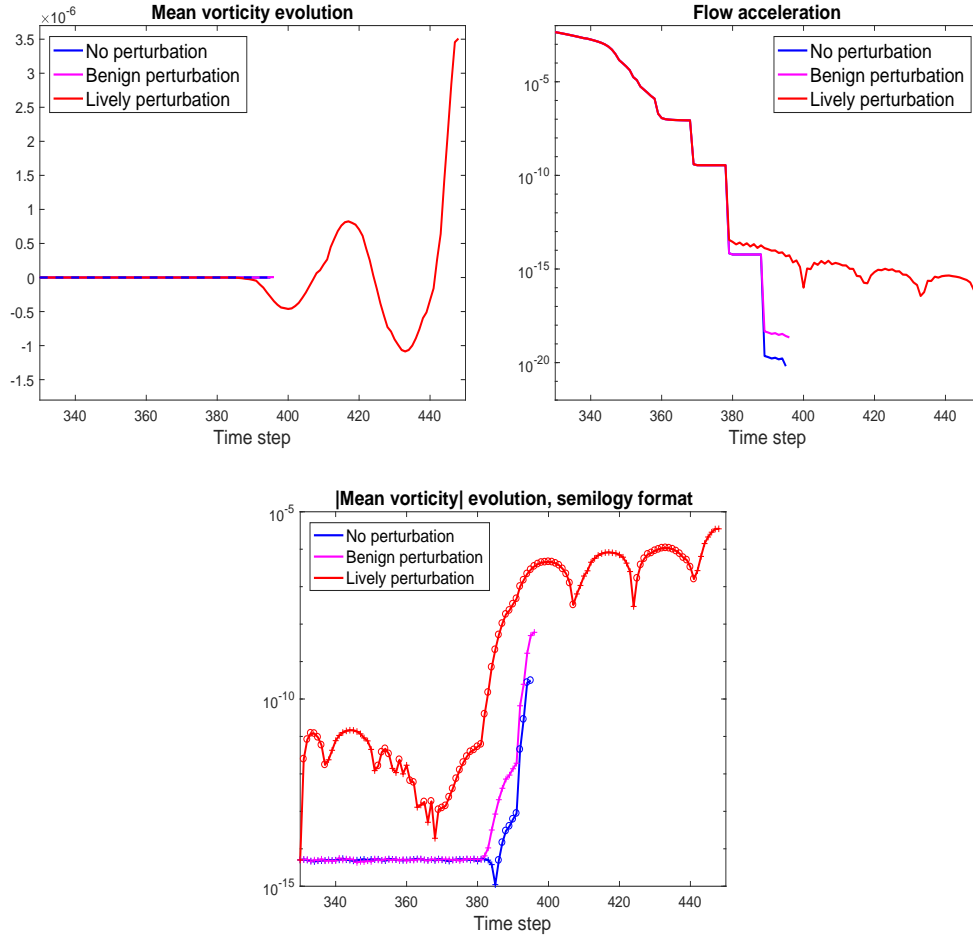 Mean vorticity evolution
×10^-6
3.5
3
2.5
2
1.5
1
0.5
0
-0.5
-1
-1.5
340 360 380 400 420 440
Time step
No perturbation
Benign perturbation
Lively perturbation
Flow acceleration
10^-5
10^-10
10^-15
10^-20
340 360 380 400 420 440
Time step
No perturbation
Benign perturbation
Lively perturbation
|Mean vorticity| evolution, semilogy format
10^-5
10^-10
10^-15
340 360 380 400 420 440
Time step
No perturbation
Benign perturbation
Lively perturbation